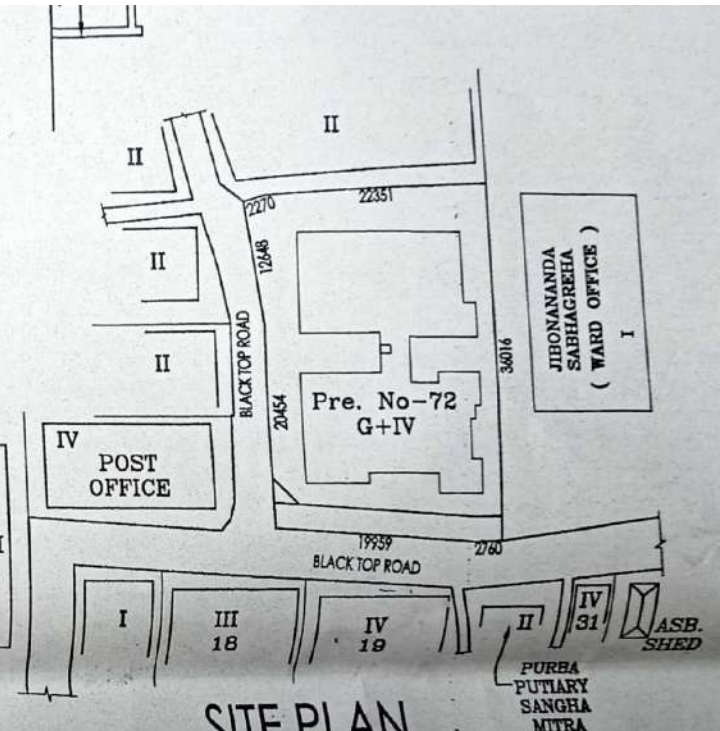 II
II
2270
22351
II
12648
JIBONANANDA
SABHAGREHA
( WARD OFFICE )
I
II
BLACK TOP ROAD
36016
20454
Pre. No-72
G+IV
IV
POST
OFFICE
19959
2760
BLACK TOP ROAD
I
III
18
IV
19
II
IV
31
ASB.
SHED
PURBA
PUTIARY
SANGHA
MITRA
SITE PLAN